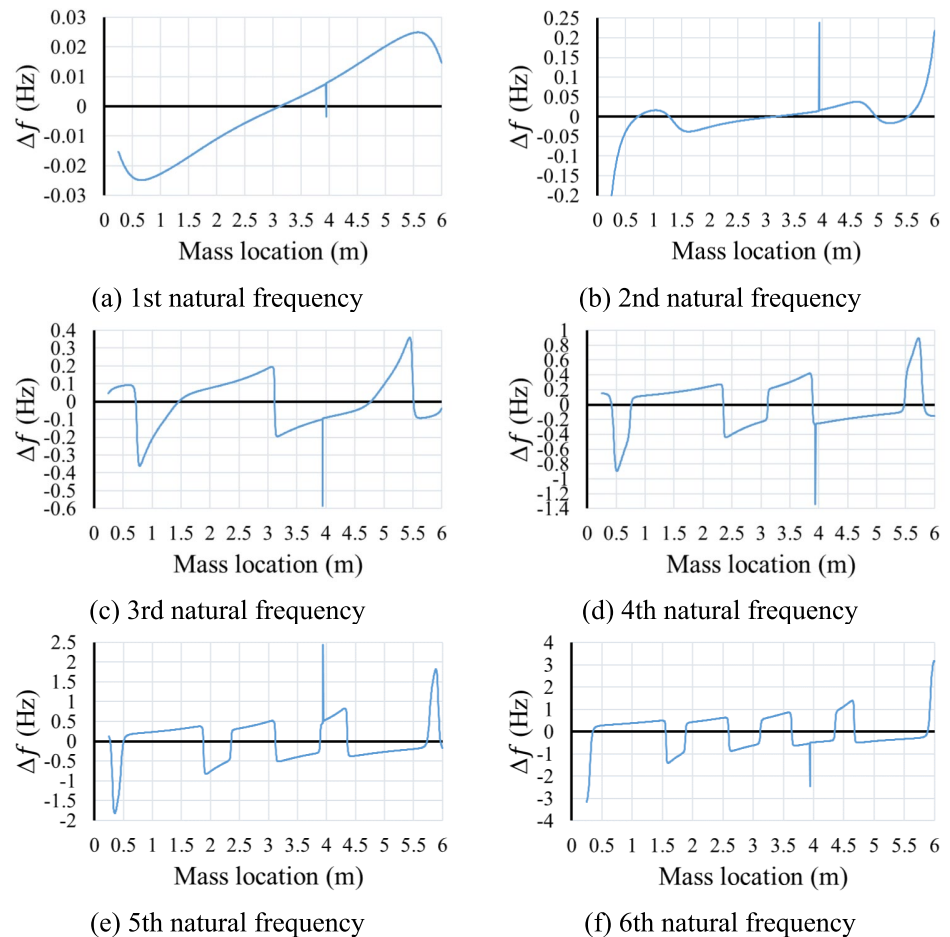 0.03
0.02
0.01
0
-0.01
-0.02
-0.03
Δf (Hz)
0 0.5 1 1.5 2 2.5 3 3.5 4 4.5 5 5.5 6
Mass location (m)
(a) 1st natural frequency
0.25
0.2
0.15
0.1
0.05
0
-0.05
-0.1
0.15
-0.2
Δf (Hz)
0 0.5 1 1.5 2 2.5 3 3.5 4 4.5 5 5.5 6
Mass location (m)
(b) 2nd natural frequency
0.4
0.3
0.2
0.1
0
-0.1
-0.2
-0.3
-0.4
-0.5
-0.6
Δf (Hz)
0 0.5 1 1.5 2 2.5 3 3.5 4 4.5 5 5.5 6
Mass location (m)
(c) 3rd natural frequency
1
0.8
0.6
0.4
0.2
0
-0.2
-0.4
-0.6
-0.8
-1
-1.2
-1.4
Δf (Hz)
0 0.5 1 1.5 2 2.5 3 3.5 4 4.5 5 5.5 6
Mass location (m)
(d) 4th natural frequency
2.5
2
1.5
1
0.5
0
-0.5
-1
-1.5
-2
Δf (Hz)
0 0.5 1 1.5 2 2.5 3 3.5 4 4.5 5 5.5 6
Mass location (m)
(e) 5th natural frequency
4
3
2
1
0
-1
-2
-3
-4
Δf (Hz)
0 0.5 1 1.5 2 2.5 3 3.5 4 4.5 5 5.5 6
Mass location (m)
(f) 6th natural frequency